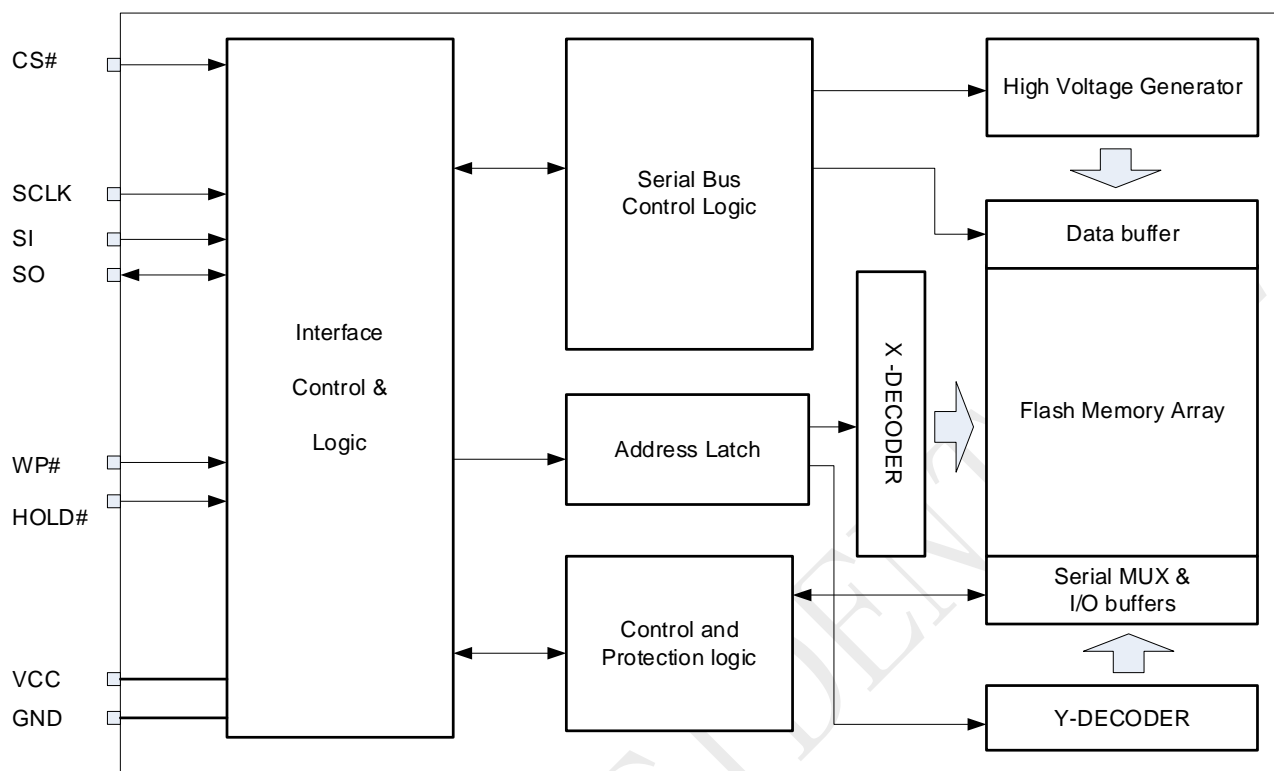 CS#
SCLK
SI
SO
WP#
HOLD#
VCC
GND
Interface
Control &
Logic
Serial Bus
Control Logic
Address Latch
Control and
Protection logic
X -DECODER
High Voltage Generator
Data buffer
Flash Memory Array
Serial MUX &
I/O buffers
Y-DECODER